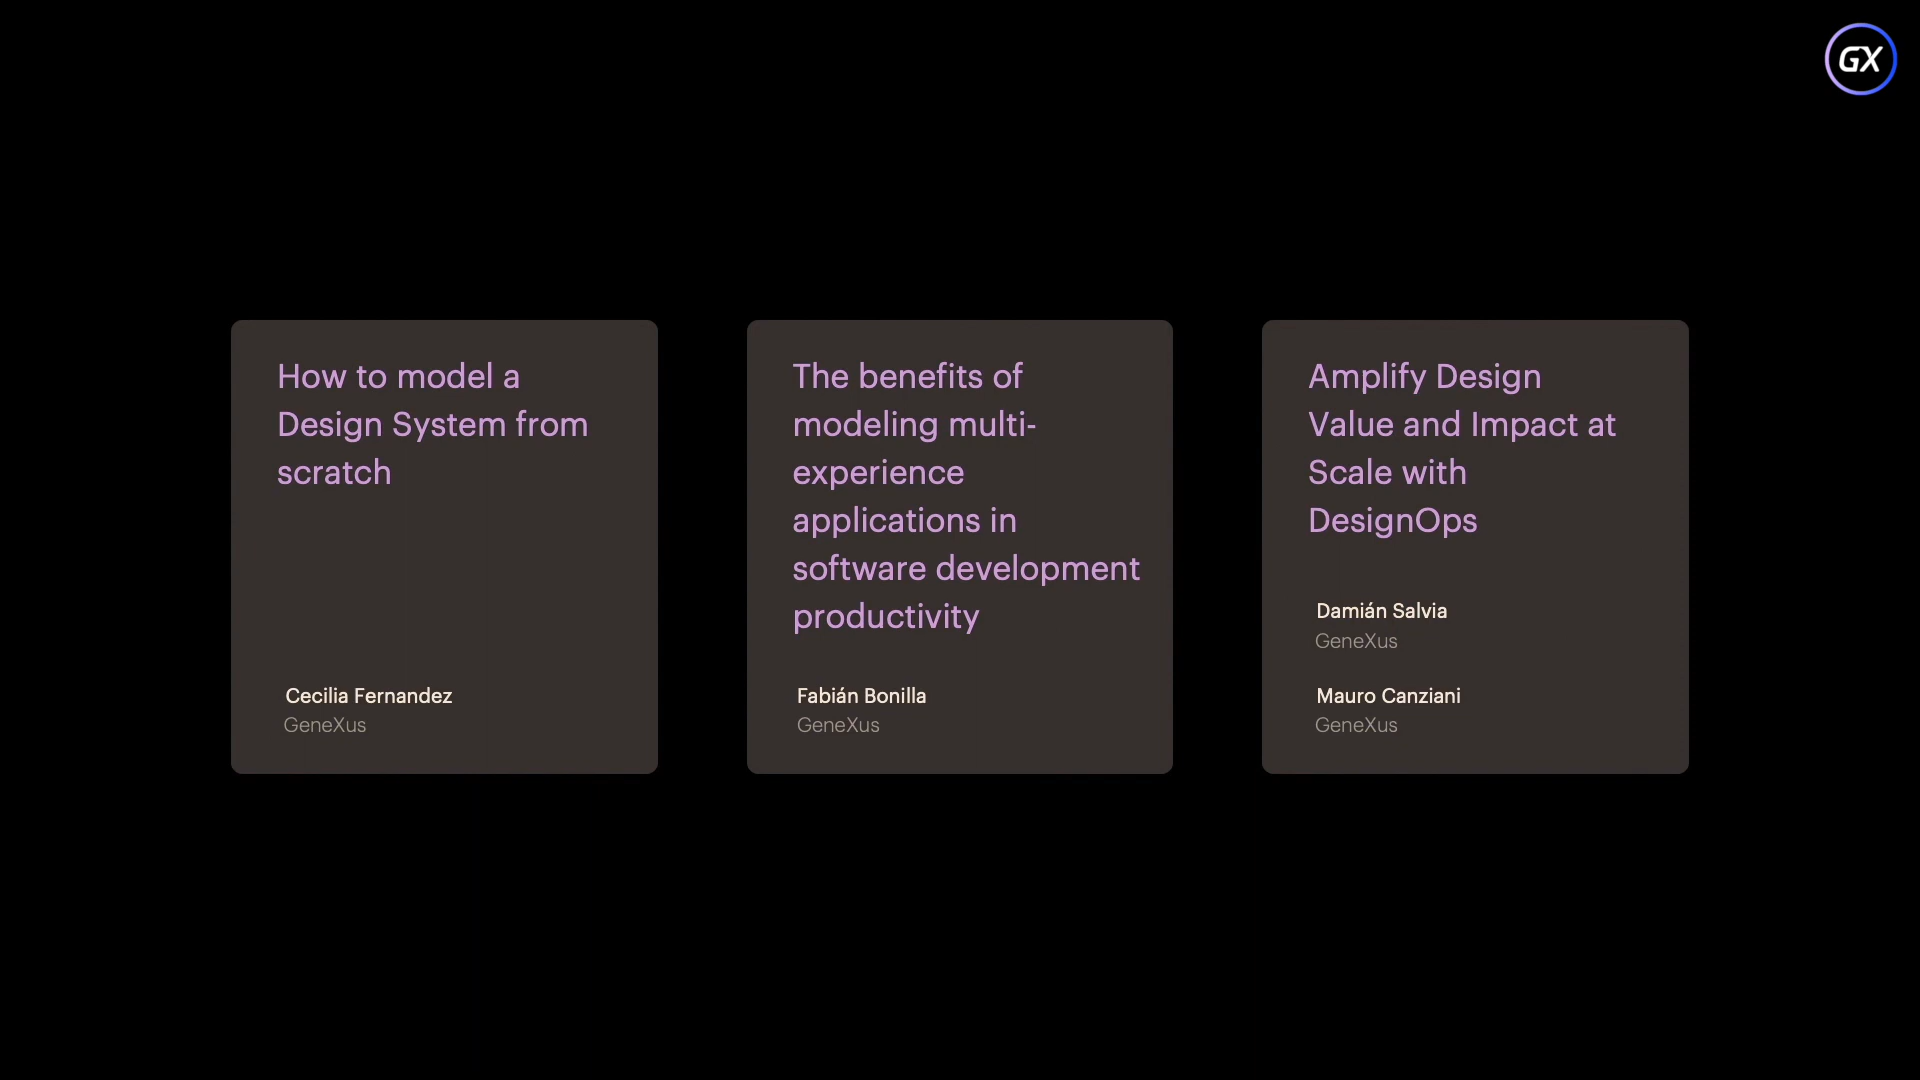 GX
How to model a
Design System from
scratch
Cecilia Fernandez
GeneXus
The benefits of
modeling multi-
experience
applications in
software development
productivity
Fabián Bonilla
GeneXus
Amplify Design
Value and Impact at
Scale with
DesignOps
Damián Salvia
GeneXus
Mauro Canziani
GeneXus